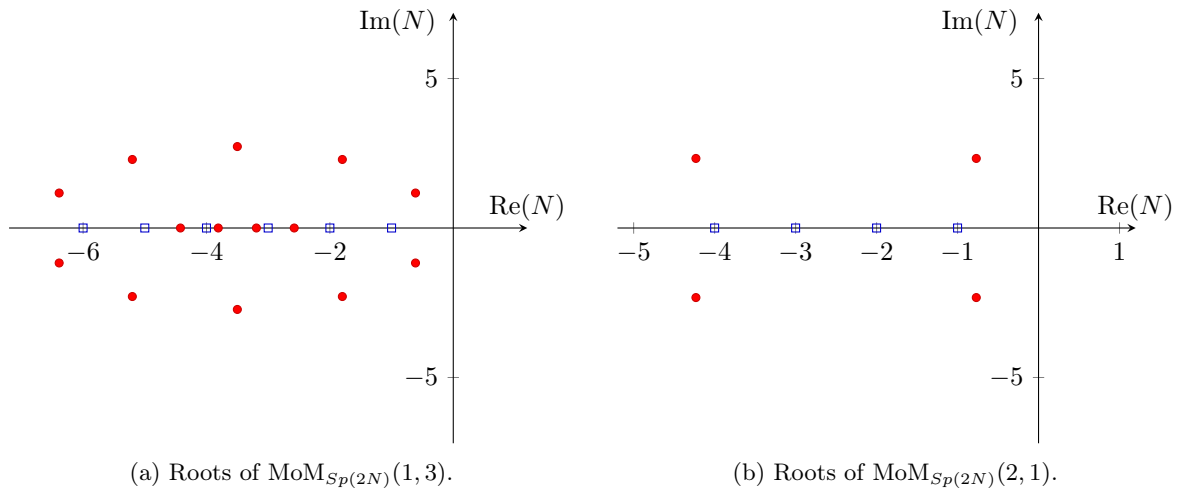 Im(N)
5
Re(N)
−6 −4 −2
−5
(a) Roots of MoM_{Sp(2N)}(1, 3).
Im(N)
5
Re(N)
−5 −4 −3 −2 −1 1
−5
(b) Roots of MoM_{Sp(2N)}(2, 1).